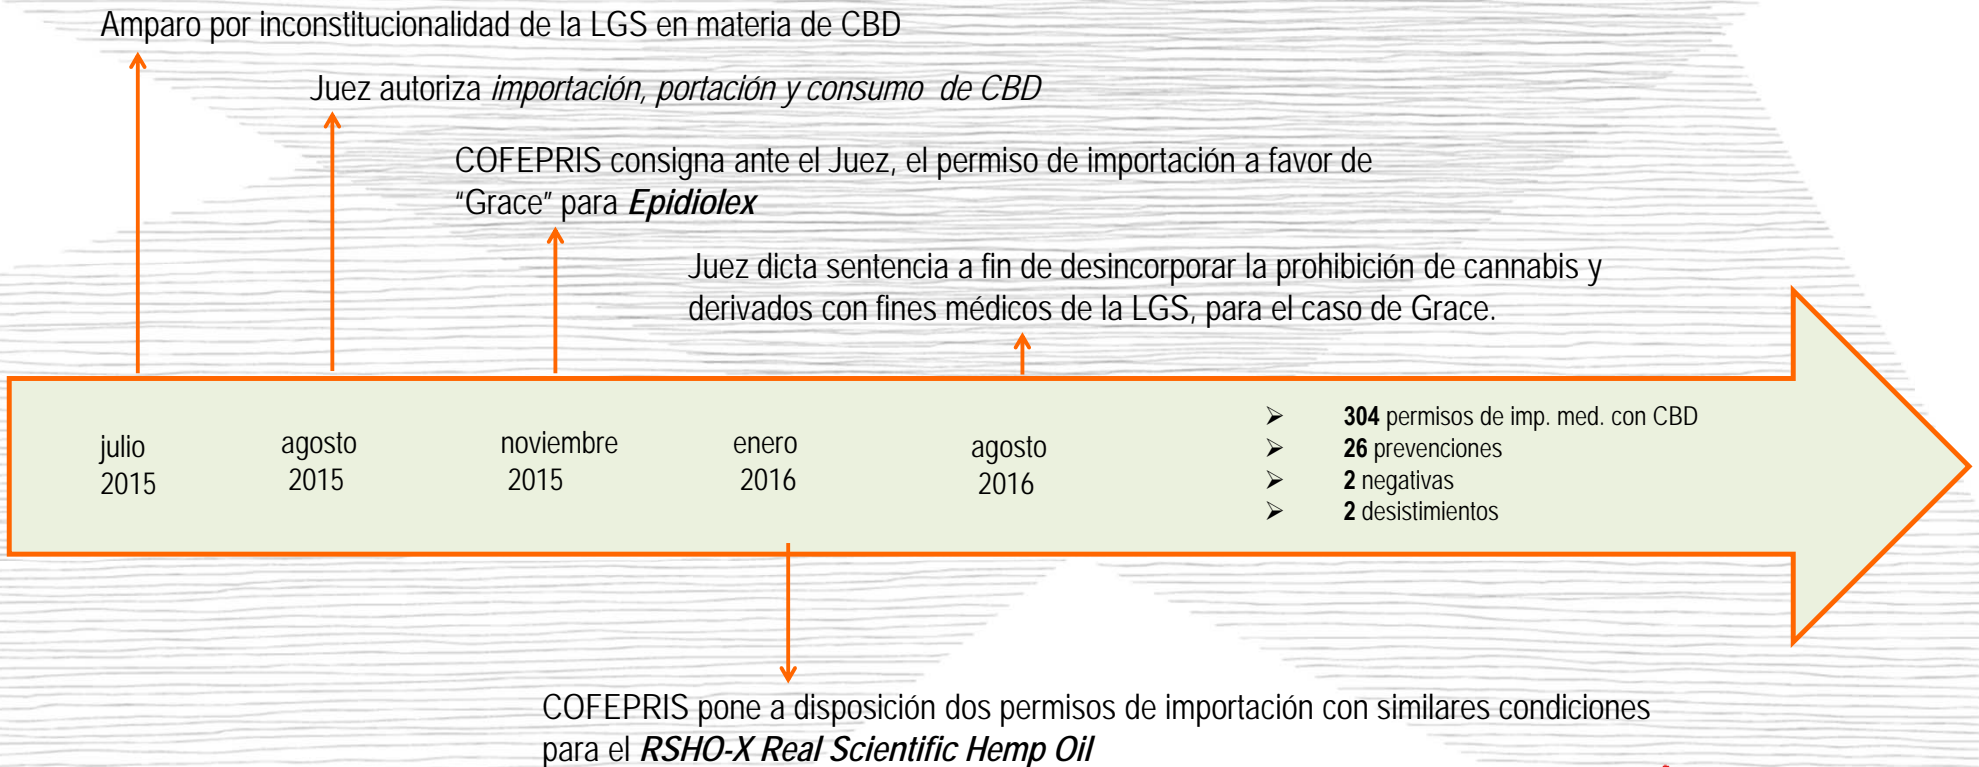 Amparo por inconstitucionalidad de la LGS en materia de CBD
Juez autoriza importación, portación y consumo de CBD
COFEPRIS consigna ante el Juez, el permiso de importación a favor de
“Grace” para Epidiolex
Juez dicta sentencia a fin de desincorporar la prohibición de cannabis y
derivados con fines médicos de la LGS, para el caso de Grace.
julio
2015
agosto
2015
noviembre
2015
enero
2016
agosto
2016
➢ 304 permisos de imp. med. con CBD
➢ 26 prevenciones
➢ 2 negativas
➢ 2 desistimientos
COFEPRIS pone a disposición dos permisos de importación con similares condiciones
para el RSHO-X Real Scientific Hemp Oil